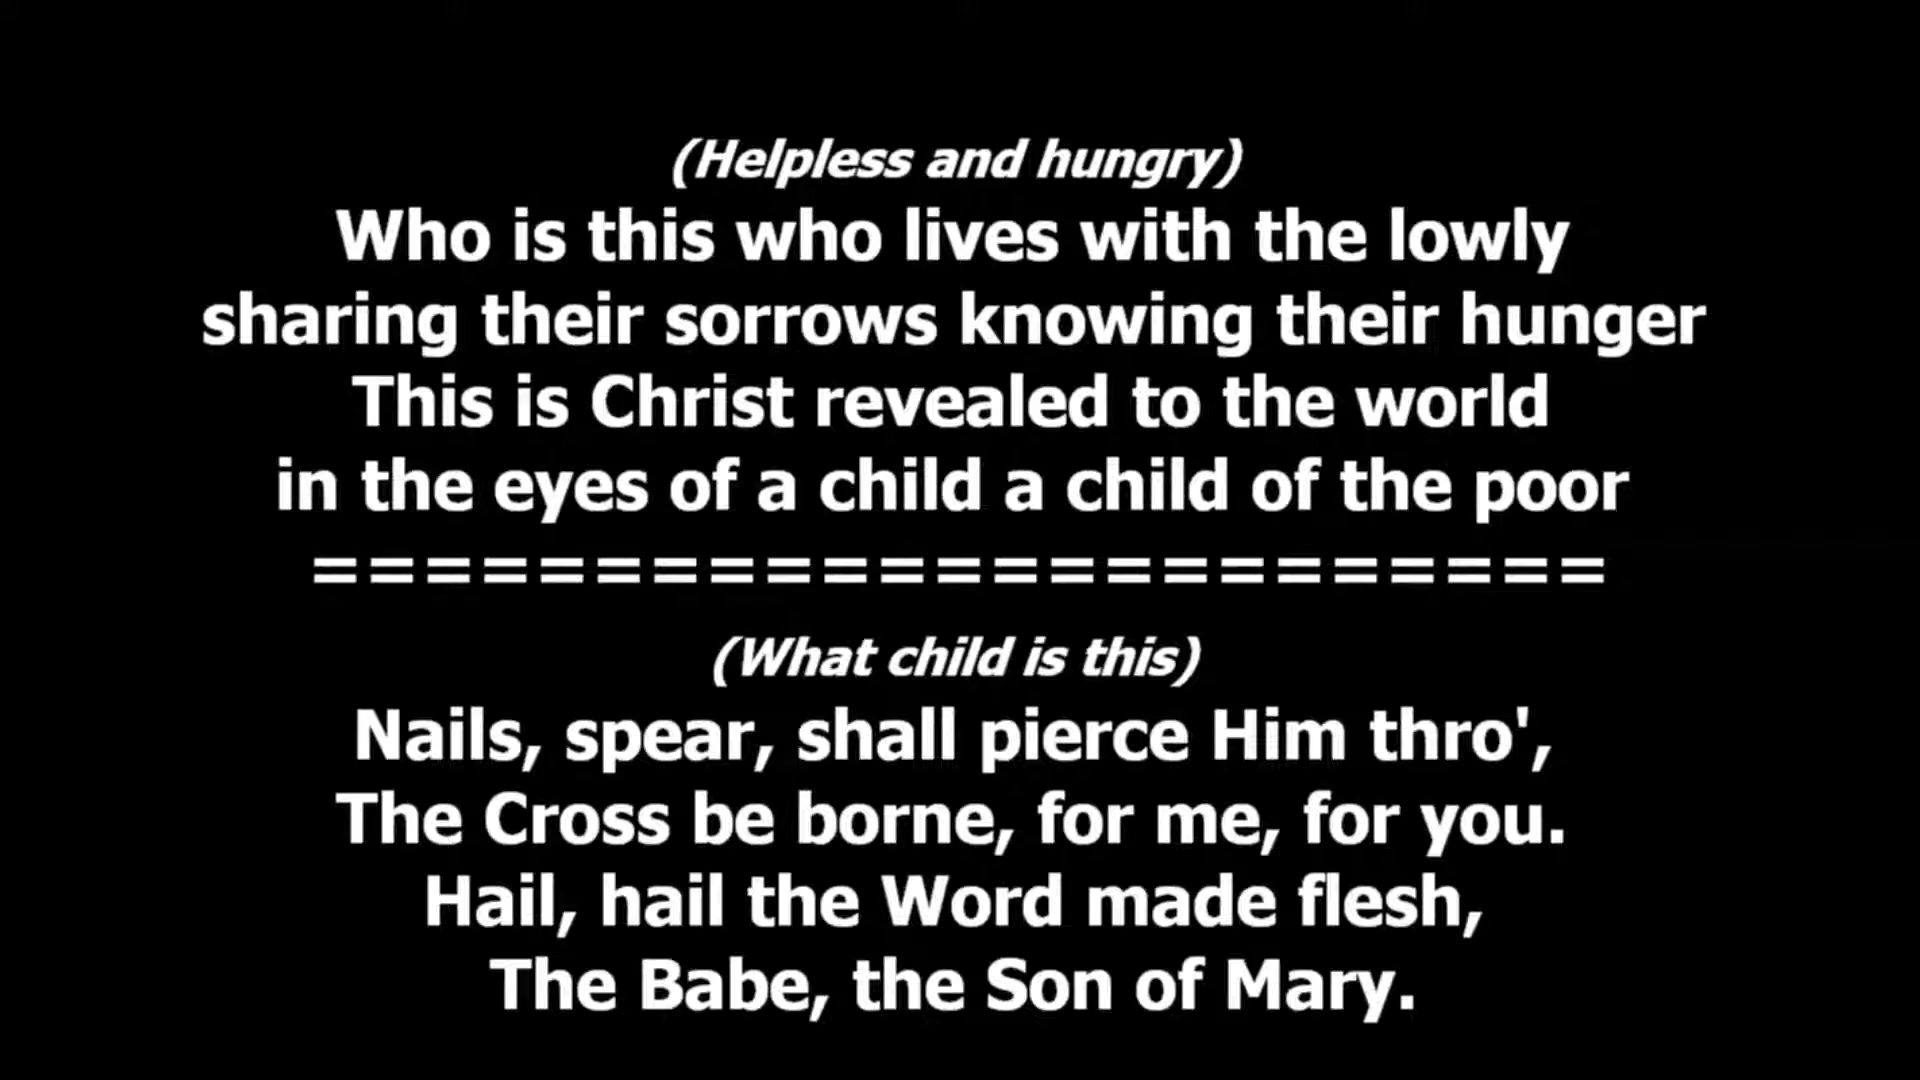 (Helpless and hungry)
Who is this who lives with the lowly
sharing their sorrows knowing their hunger
This is Christ revealed to the world
in the eyes of a child a child of the poor
=======================
(What child is this)
Nails, spear, shall pierce Him thro',
The Cross be borne, for me, for you.
Hail, hail the Word made flesh,
The Babe, the Son of Mary.